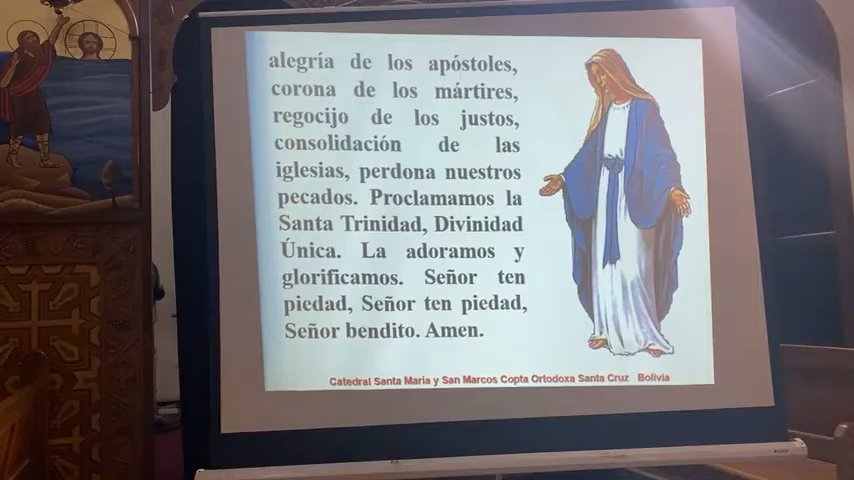 alegría de los apóstoles,
corona de los mártires,
regocijo de los justos,
consolidación de las
iglesias, perdona nuestros
pecados. Proclamamos la
Santa Trinidad, Divinidad
Única. La adoramos y
glorificamos. Señor ten
piedad, Señor ten piedad,
Señor bendito. Amen.
Catedral Santa Maria y San Marcos Copta Ortodoxa Santa Cruz Bolivia